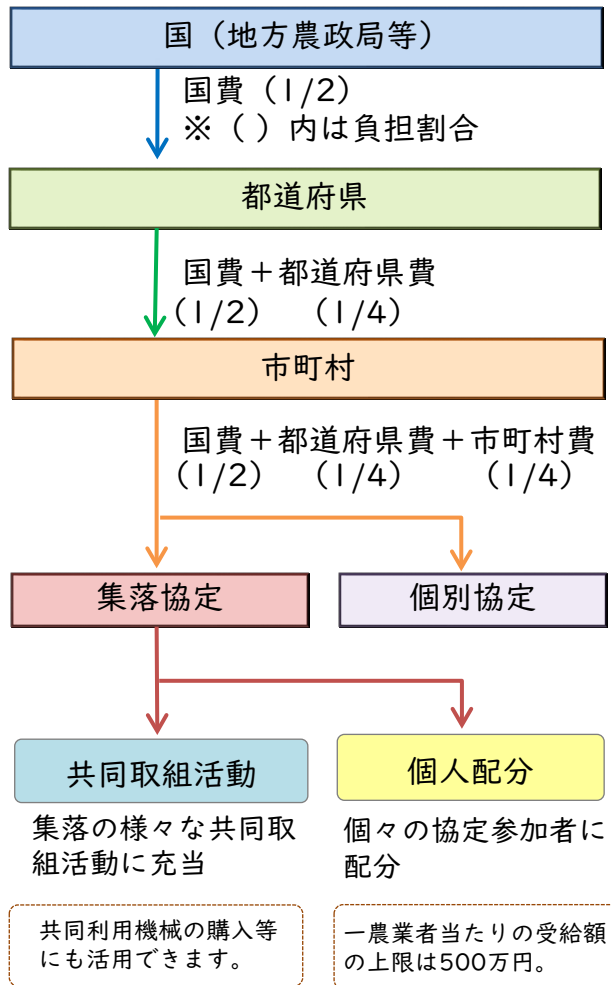 国（地方農政局等）
国費（1/2）
※（ ）内は負担割合
都道府県
国費＋都道府県費
（1/2）　（1/4）
市町村
国費＋都道府県費＋市町村費
（1/2）　（1/4）　　（1/4）
集落協定
個別協定
共同取組活動
個人配分
集落の様々な共同取
組活動に充当
個々の協定参加者に
配分
共同利用機械の購入等
にも活用できます。
一農業者当たりの受給額
の上限は500万円。